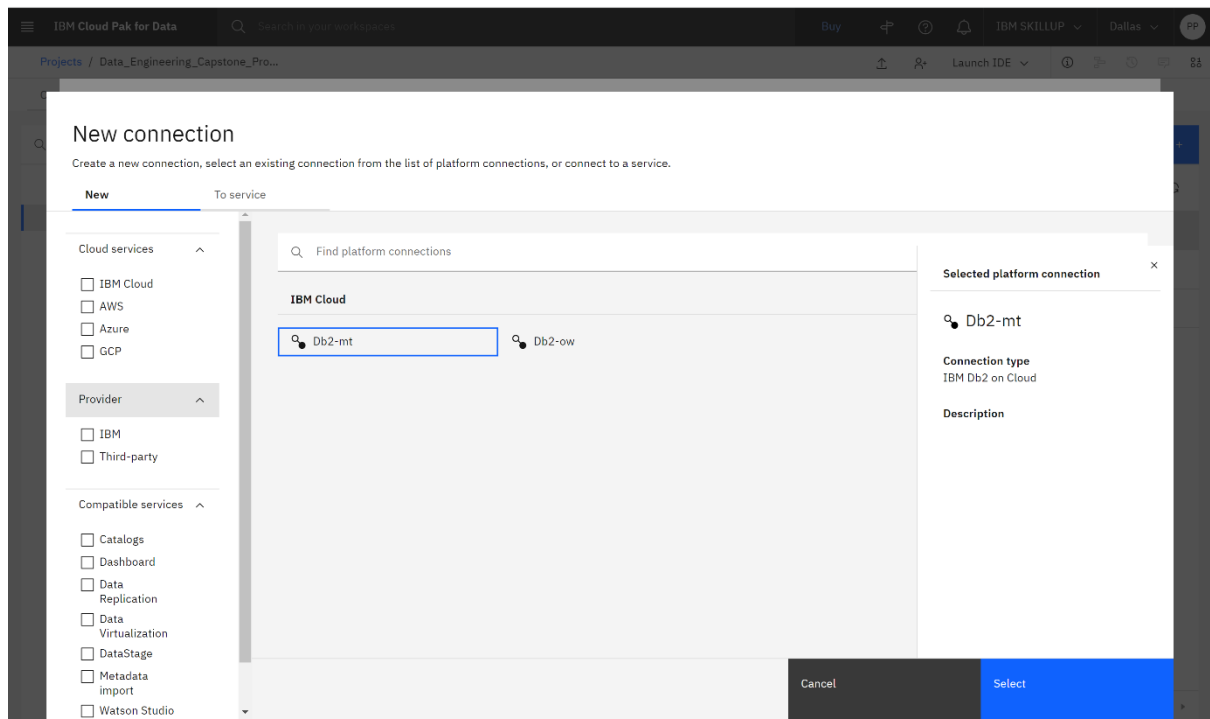 IBM Cloud Pak for Data
Search in your workspaces
Buy
IBM SKILLUP
Dallas
PP
Projects / Data_Engineering_Capstone_Pro...
Launch IDE
New connection
Create a new connection, select an existing connection from the list of platform connections, or connect to a service.
New
To service
Cloud services
IBM Cloud
AWS
Azure
GCP
Provider
IBM
Third-party
Compatible services
Catalogs
Dashboard
Data
Replication
Data
Virtualization
DataStage
Metadata
import
Watson Studio
Find platform connections
IBM Cloud
Db2-mt
Db2-ow
Selected platform connection
Db2-mt
Connection type
IBM Db2 on Cloud
Description
Cancel
Select